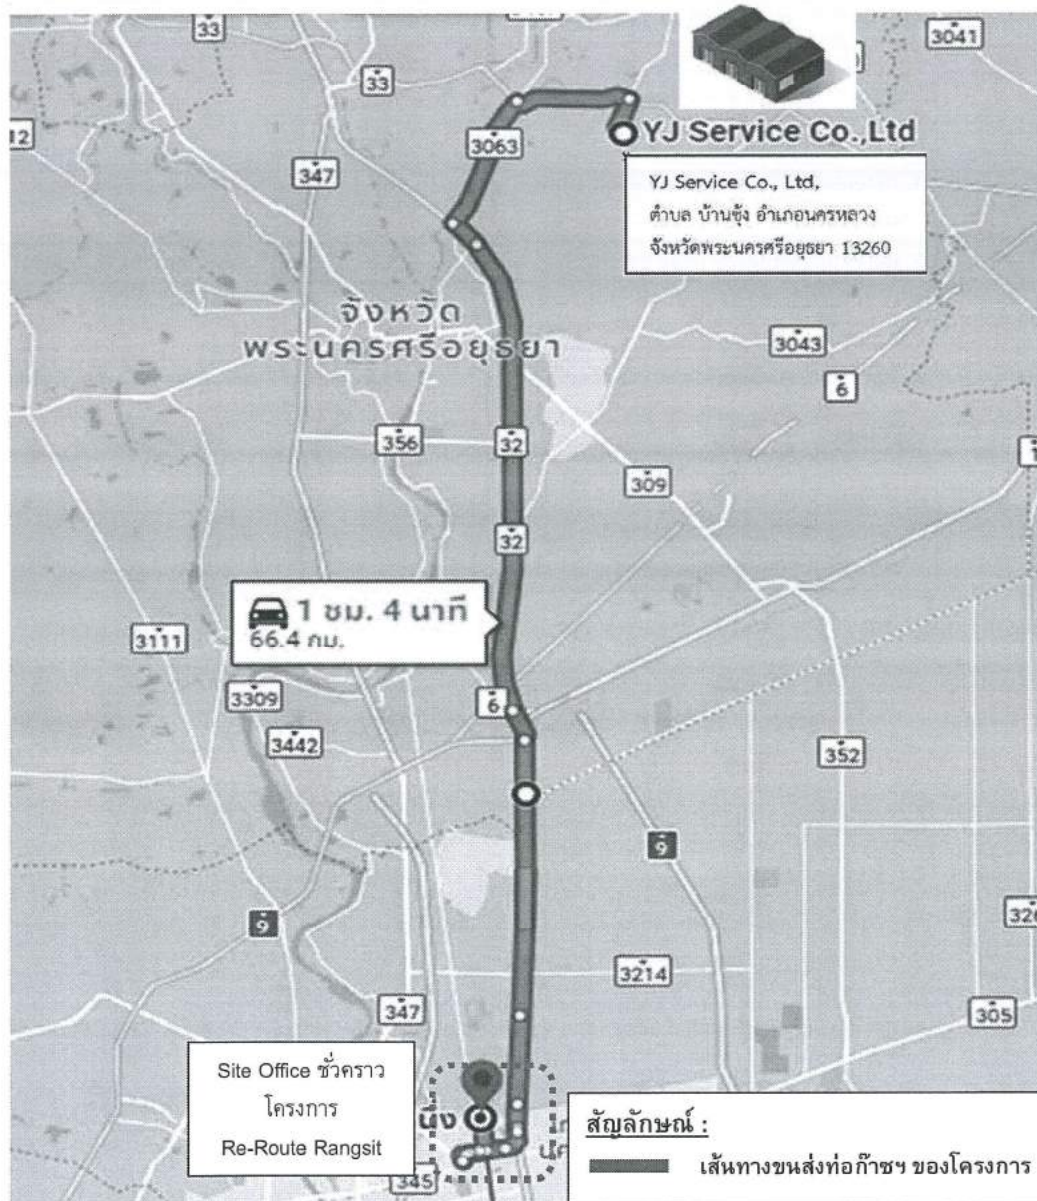 33
3041
33
12
3063
YJ Service Co.,Ltd
347
YJ Service Co., Ltd,
ตำบล บ้านชุ้ง อำเภอนครหลวง
จังหวัดพระนครศรีอยุธยา 13260
จังหวัด
พระนครศรีอยุธยา
3043
6
356
32
309
32
1 ชม. 4 นาที
66.4 กม.
3111
3309
6
3442
352
9
9
3214
347
305
Site Office ชั่วคราว
โครงการ
Re-Route Rangsit
345
สัญลักษณ์ :
เส้นทางขนส่งท่อก๊าซฯ ของโครงการ